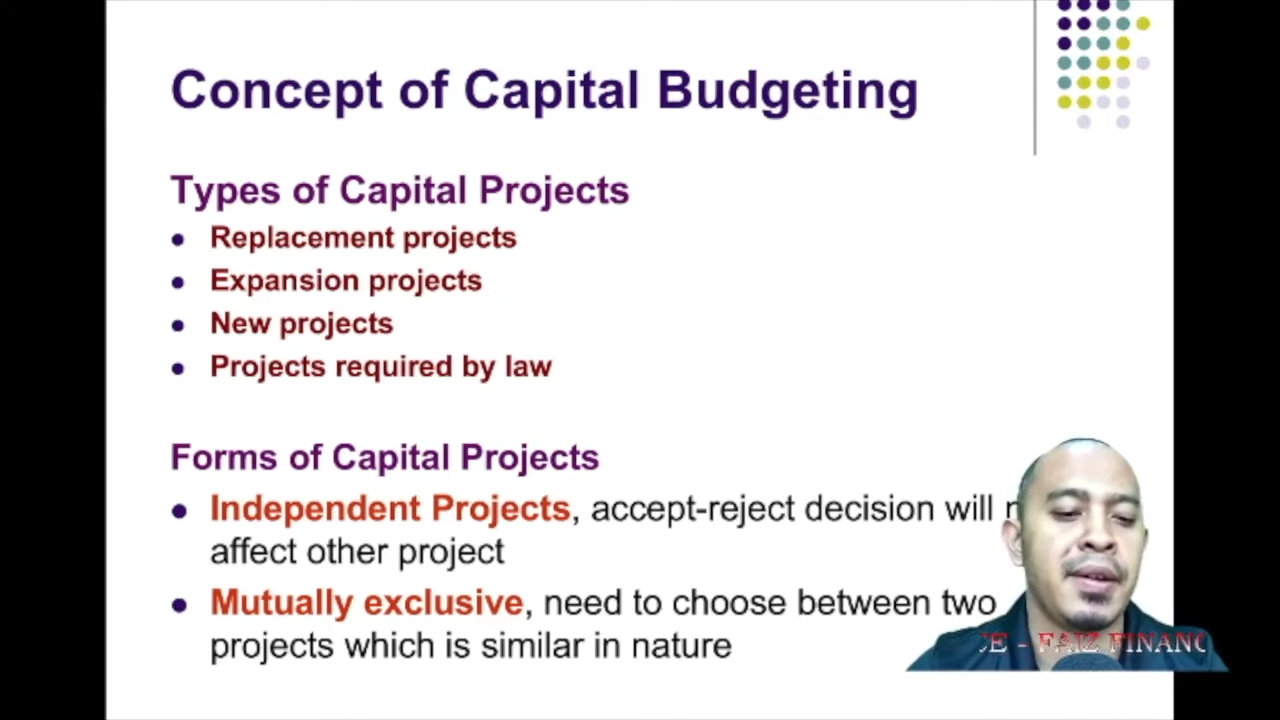 Concept of Capital Budgeting
Types of Capital Projects
• Replacement projects
• Expansion projects
• New projects
• Projects required by law
Forms of Capital Projects
• Independent Projects, accept-reject decision will
affect other project
• Mutually exclusive, need to choose between two
projects which is similar in nature
- FAIZ